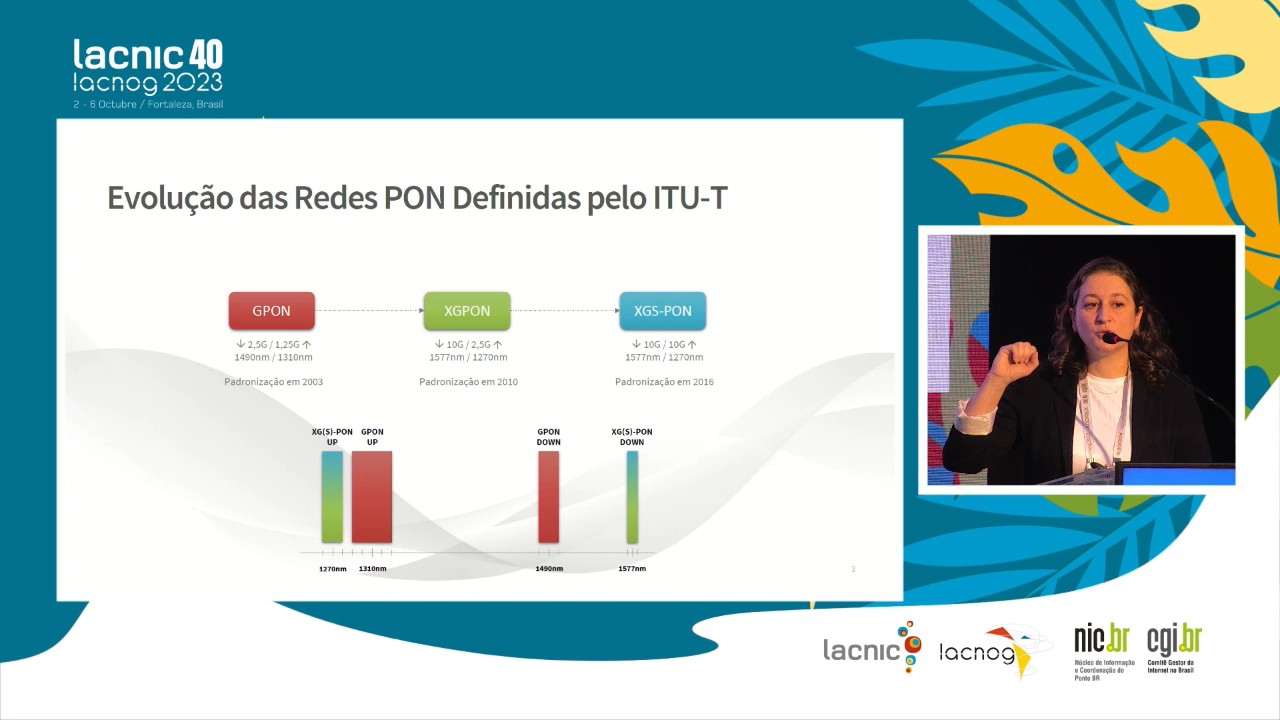 lacnic 40
lacnog 2023
2 - 6 Octubre / Fortaleza, Brasil
Evolução das Redes PON Definidas pelo ITU-T
GPON
XGPON
XGS-PON
↓ 2,5G / 1,25G ↑
↓ 10G / 2,5G ↑
↓ 10G / 10G ↑
1490nm / 1310nm
1577nm / 1270nm
1577nm / 1270nm
Padronização em 2003
Padronização em 2010
Padronização em 2016
XG(S)-PON
UP
GPON
UP
GPON
DOWN
XG(S)-PON
DOWN
1270nm
1310nm
1490nm
1577nm
3
lacnic
lacnog
nic.br
Núcleo de Informação
e Coordenação do
Ponto BR
cgi.br
Comitê Gestor da
Internet no Brasil